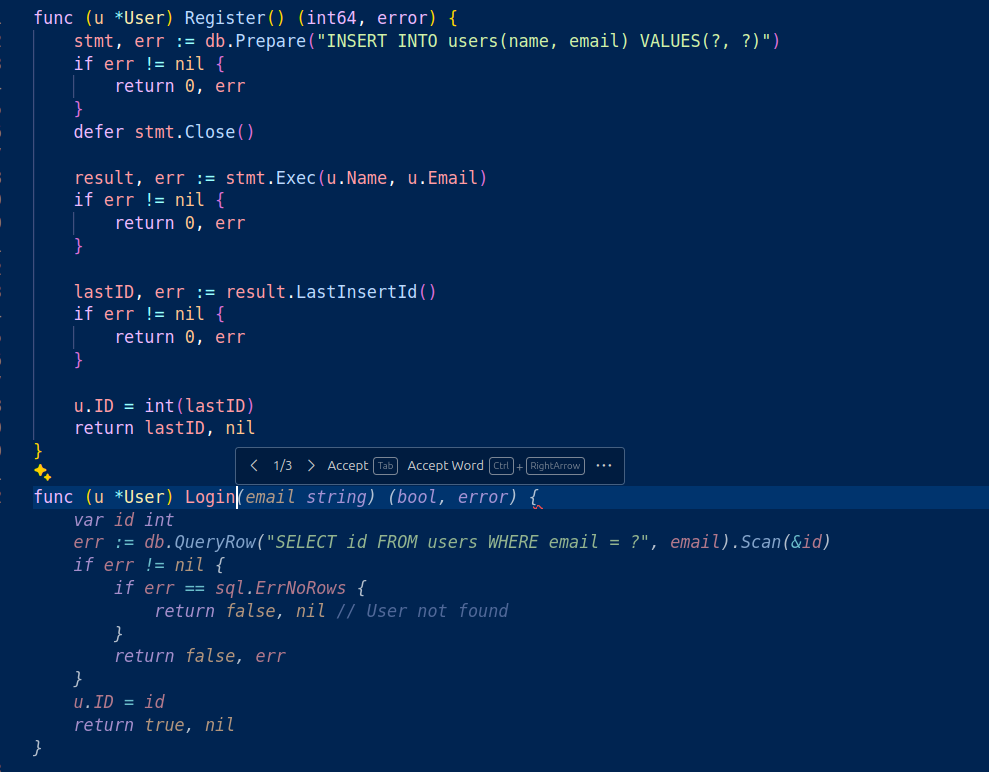 func (u *User) Register() (int64, error) {
    stmt, err := db.Prepare("INSERT INTO users(name, email) VALUES(?, ?)")
    if err != nil {
        return 0, err
    }
    defer stmt.Close()

    result, err := stmt.Exec(u.Name, u.Email)
    if err != nil {
        return 0, err
    }

    lastID, err := result.LastInsertId()
    if err != nil {
        return 0, err
    }

    u.ID = int(lastID)
    return lastID, nil
}
1/3 Accept Tab Accept Word Ctrl + RightArrow ···
func (u *User) Login(email string) (bool, error) {
    var id int
    err := db.QueryRow("SELECT id FROM users WHERE email = ?", email).Scan(&id)
    if err != nil {
        if err == sql.ErrNoRows {
            return false, nil // User not found
        }
        return false, err
    }
    u.ID = id
    return true, nil
}